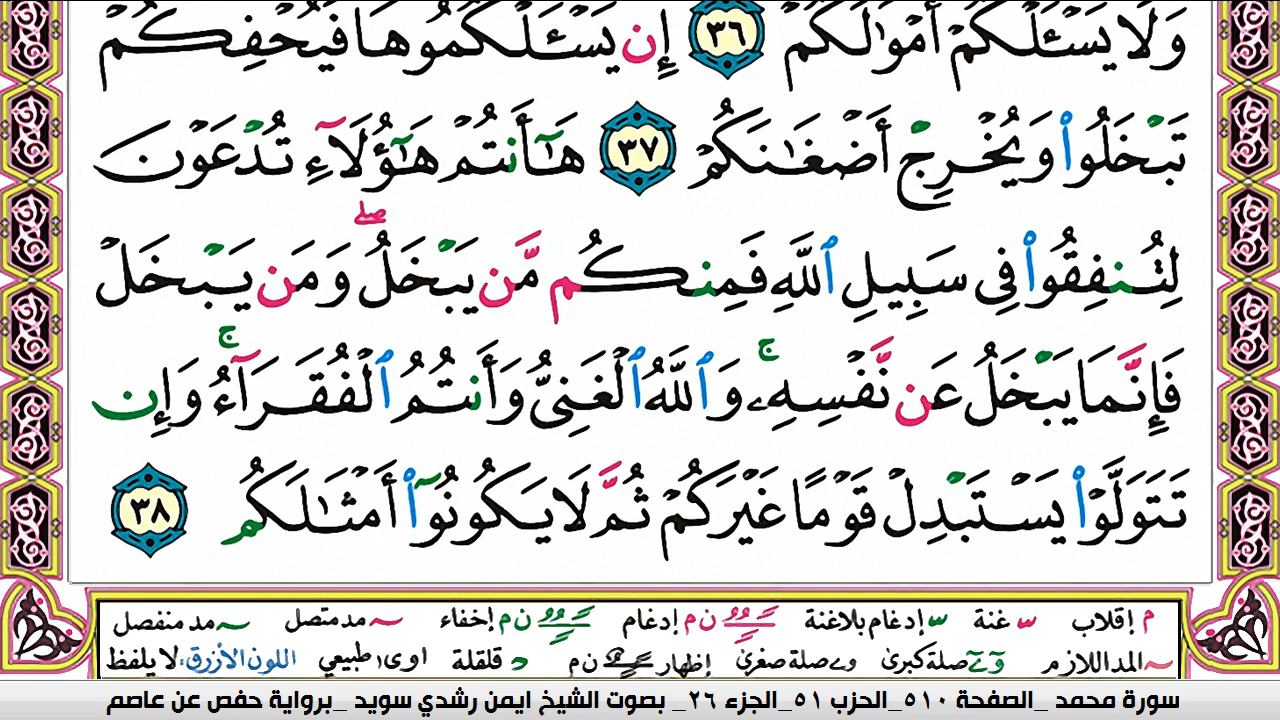 وَلَا يَسْـَٔلْكُمْ أَمْوَٰلَكُمْ ٣٦ إِن يَسْـَٔلْكُمُوهَا فَيُحْفِكُمْ
تَبْخَلُوا۟ وَيُخْرِجْ أَضْغَـٰنَكُمْ ٣٧ هَـٰٓأَنتُمْ هَـٰٓؤُلَآءِ تُدْعَوْنَ
لِتُنفِقُوا۟ فِى سَبِيلِ ٱللَّهِ فَمِنكُم مَّن يَبْخَلُ ۖ وَمَن يَبْخَلْ
فَإِنَّمَا يَبْخَلُ عَن نَّفْسِهِۦ ۚ وَٱللَّهُ ٱلْغَنِىُّ وَأَنتُمُ ٱلْفُقَرَآءُ ۚ وَإِن
تَتَوَلَّوْا۟ يَسْتَبْدِلْ قَوْمًا غَيْرَكُمْ ثُمَّ لَا يَكُونُوٓا۟ أَمْثَـٰلَكُم ٣٨
م إقلاب غنة إدغام بلاغنة ن م إدغام ن م إخفاء مد متصل مد منفصل
المد اللازم صلة كبرى صلة صغرى إظهار ن م قلقلة اوى طبيعي اللون الأزرق، لا يلفظ
سورة محمد _الصفحة ٥١٠_الحزب ٥١_الجزء ٢٦_ بصوت الشيخ ايمن رشدي سويد _برواية حفص عن عاصم